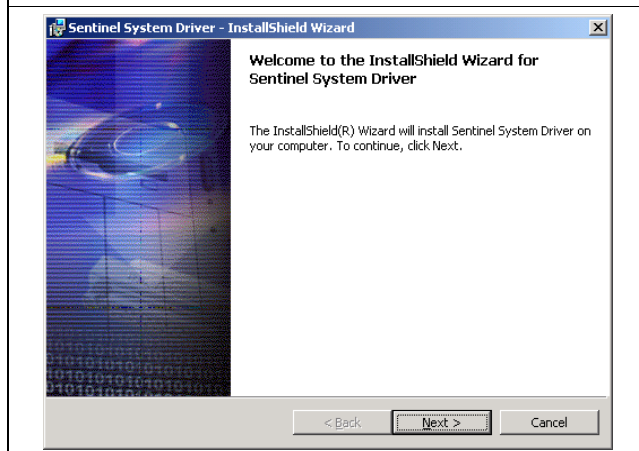 Sentinel System Driver - InstallShield Wizard
Welcome to the InstallShield Wizard for
Sentinel System Driver
The InstallShield(R) Wizard will install Sentinel System Driver on
your computer. To continue, click Next.
< Back
Next >
Cancel